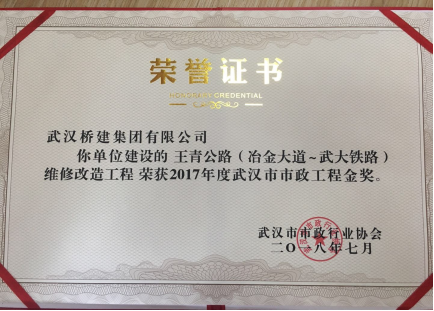 荣誉证书
HONORARY CREDENTIAL
武汉桥建集团有限公司
你单位建设的 王青公路（冶金大道~武大铁路）
维修改造工程 荣获2017年度武汉市市政工程金奖。
武汉市市政行业协会
二〇一八年七月